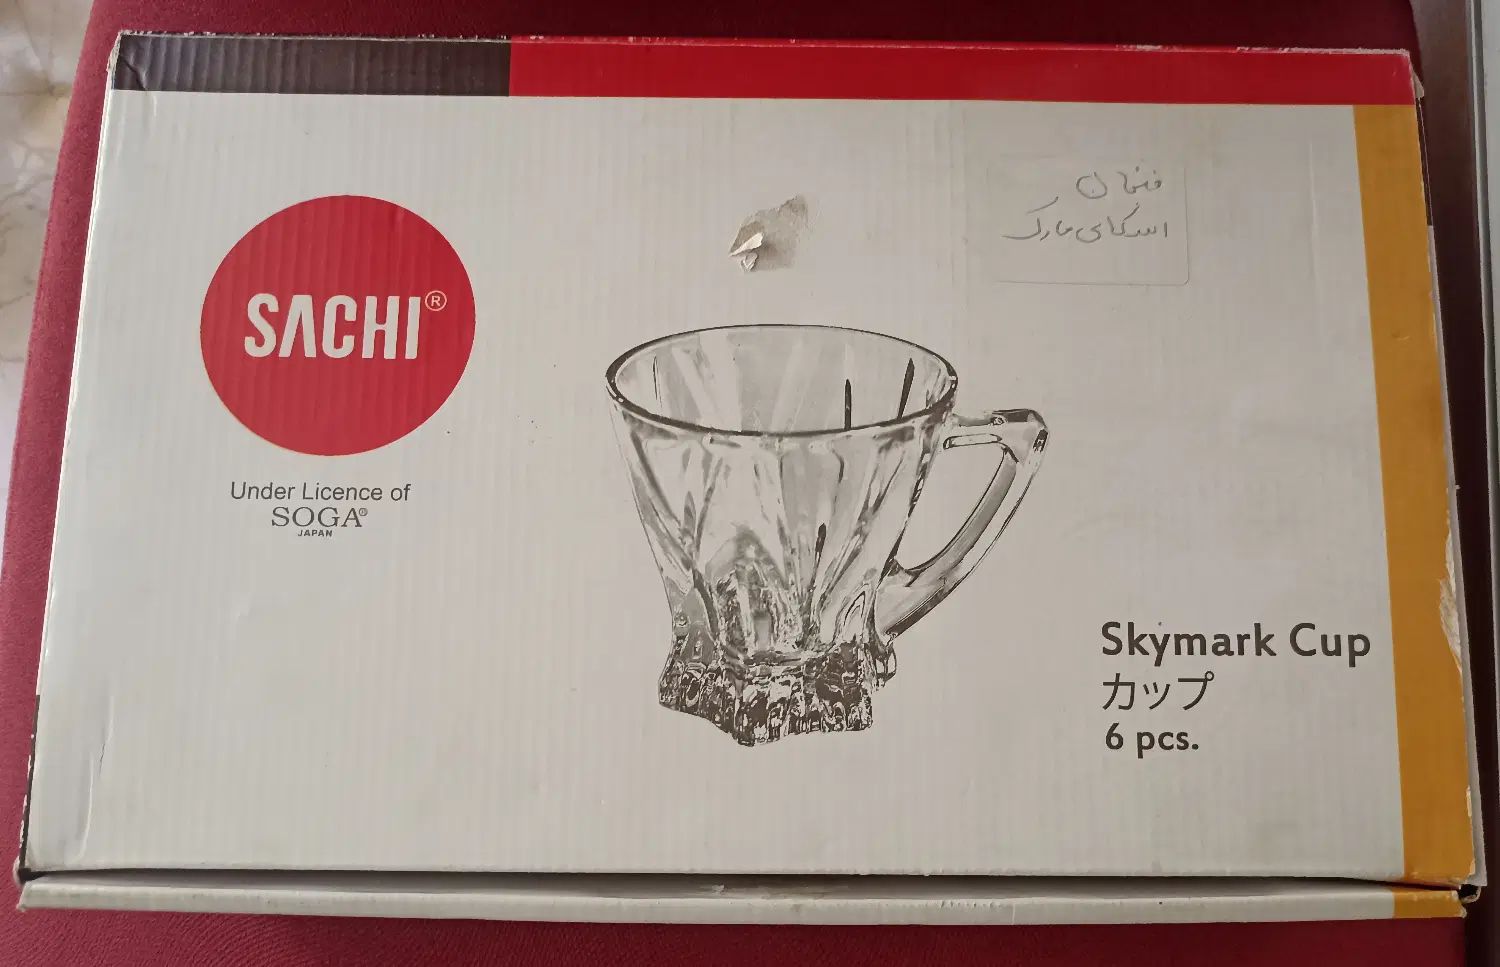 SACHI®
Under Licence of
SOGA®
JAPAN
فنجان
اسکای مارک
Skymark Cup
カップ
6 pcs.